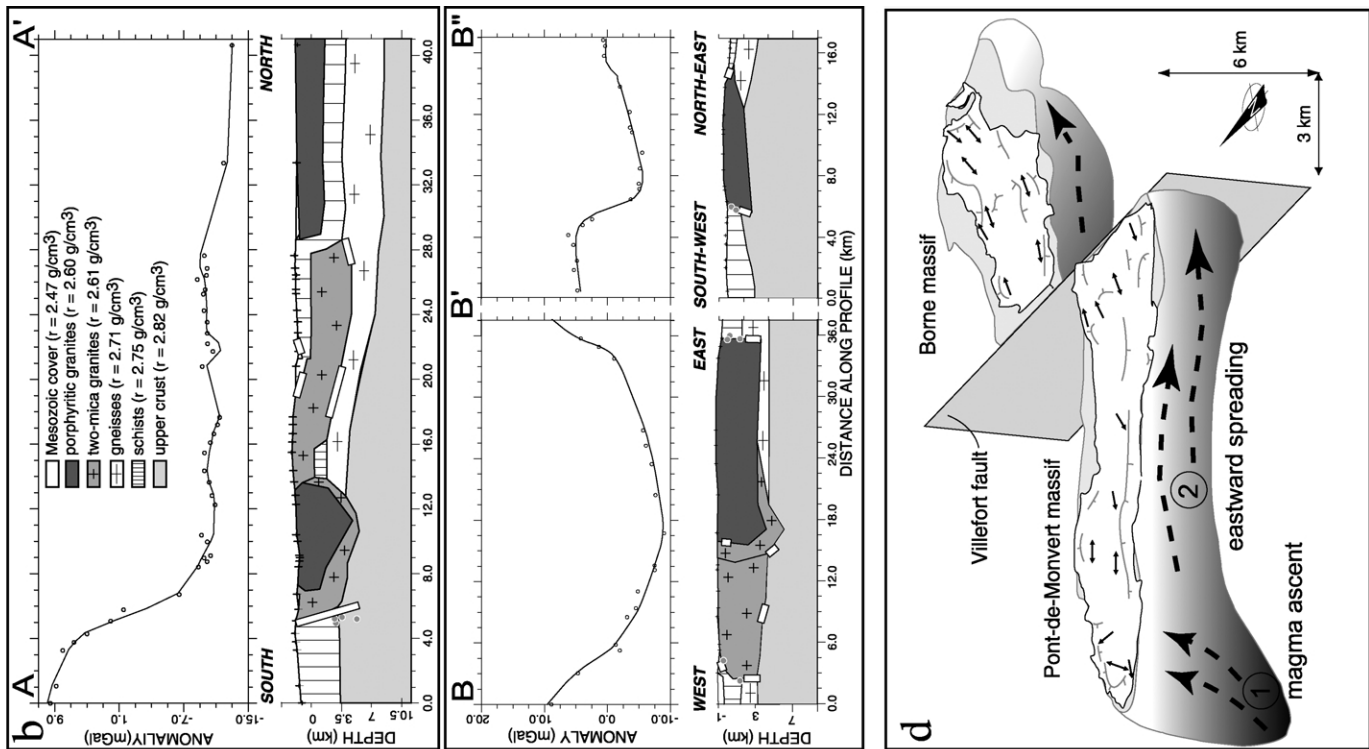 b
A
A'
ANOMALY (mGal)
9.0
1.0
-7.0
-15.0
Mesozoic cover (r = 2.47 g/cm3)
porphyritic granites (r = 2.60 g/cm3)
two-mica granites (r = 2.61 g/cm3)
gneisses (r = 2.71 g/cm3)
schists (r = 2.75 g/cm3)
upper crust (r = 2.82 g/cm3)
SOUTH
NORTH
DEPTH (km)
0
3.5
7
10.5
0.0 4.0 8.0 12.0 16.0 20.0 24.0 28.0 32.0 36.0 40.0
B
B'
B"
ANOMALY (mGal)
20.0
10.0
0.0
-10.0
WEST
EAST
SOUTH-WEST
NORTH-EAST
DEPTH (km)
-1
3
7
0.0 6.0 12.0 18.0 24.0 30.0 36.0
0.0 4.0 8.0 12.0 16.0
DISTANCE ALONG PROFILE (km)
d
Borne massif
Villefort fault
Pont-de-Monvert massif
6 km
3 km
2
eastward spreading
1
magma ascent